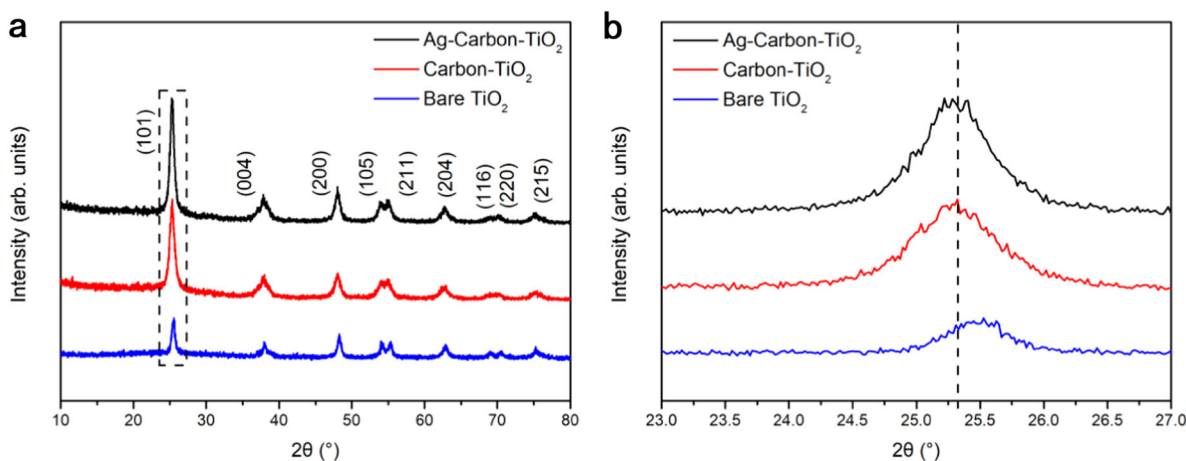 a
Ag-Carbon-TiO₂
Carbon-TiO₂
Bare TiO₂
(101)
(004)
(200)
(105)
(211)
(204)
(116)
(220)
(215)
Intensity (arb. units)
10 20 30 40 50 60 70 80
2θ (°)
b
Ag-Carbon-TiO₂
Carbon-TiO₂
Bare TiO₂
Intensity (arb. units)
23.0 23.5 24.0 24.5 25.0 25.5 26.0 26.5 27.0
2θ (°)